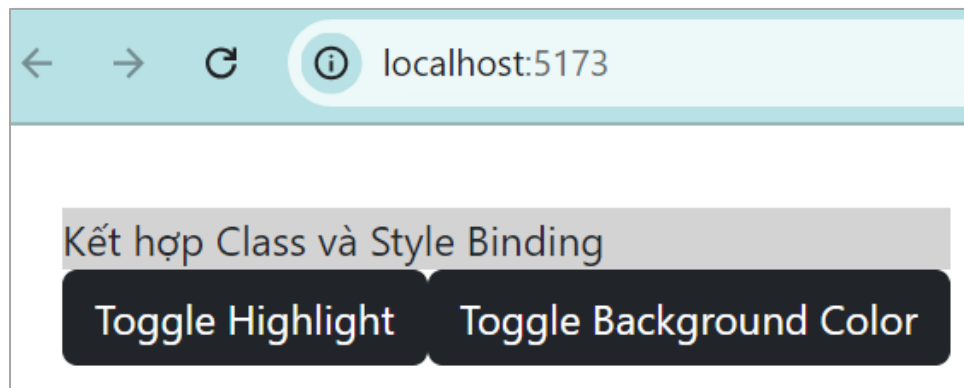 localhost:5173
Kết hợp Class và Style Binding
Toggle Highlight Toggle Background Color